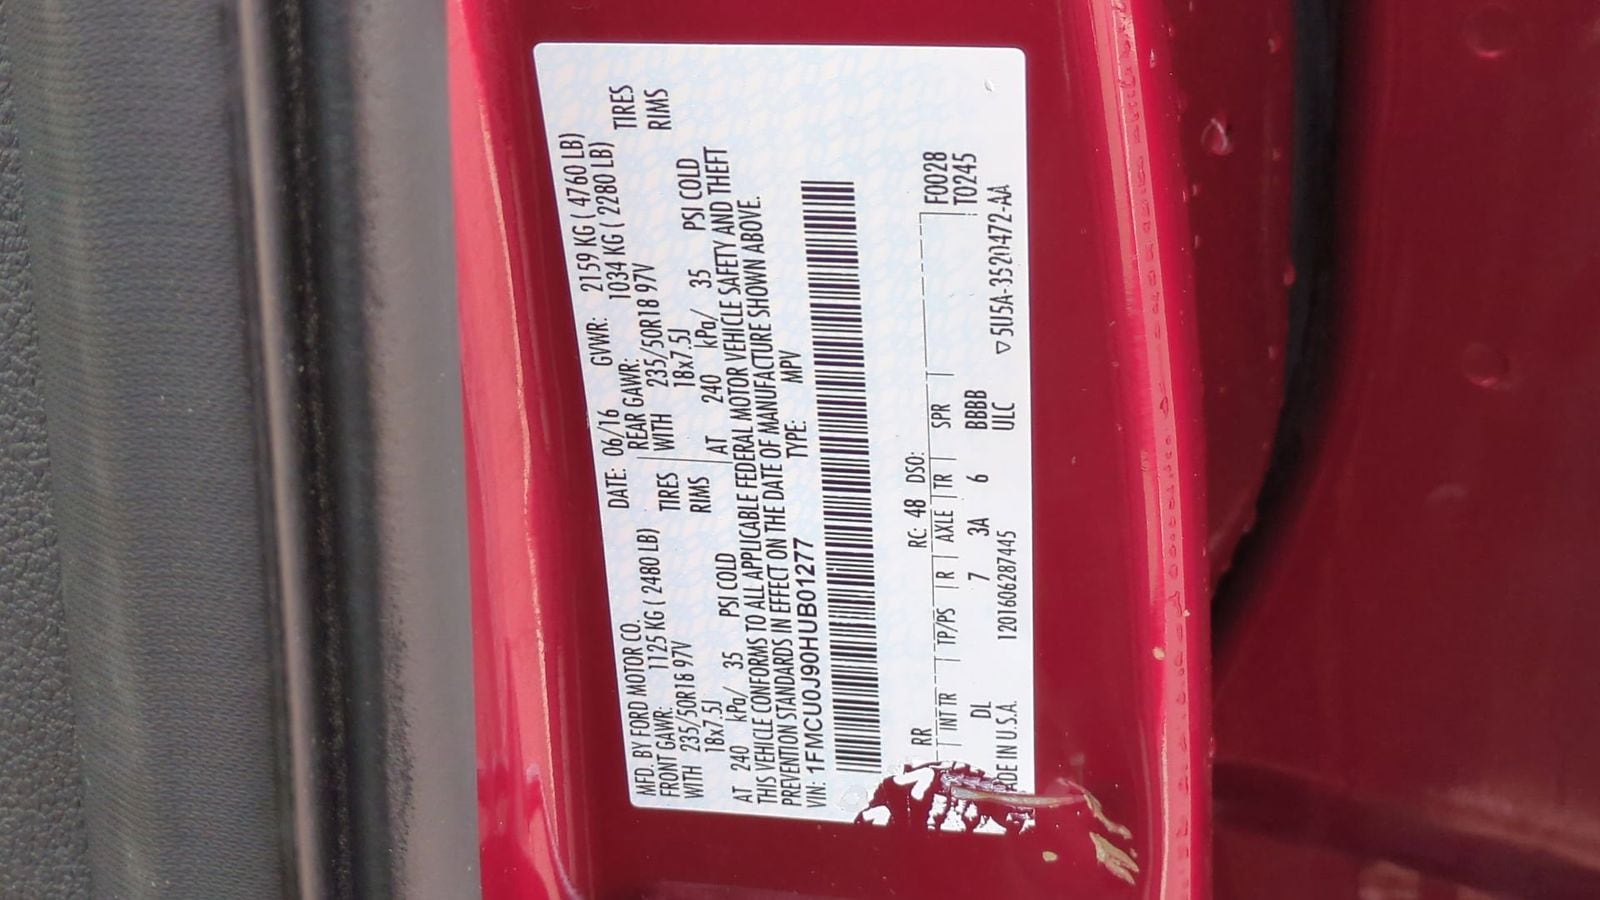 MFD. BY FORD MOTOR CO.
DATE: 06/16 GVWR: 2159 KG ( 4760 LB)
FRONT GAWR: 1125 KG ( 2480 LB) REAR GAWR: 1034 KG ( 2280 LB)
WITH 235/50R18 97V TIRES WITH 235/50R18 97V TIRES
18x7.5J RIMS 18x7.5J RIMS
AT 240 kPa/ 35 PSI COLD AT 240 kPa/ 35 PSI COLD
THIS VEHICLE CONFORMS TO ALL APPLICABLE FEDERAL MOTOR VEHICLE SAFETY AND THEFT
PREVENTION STANDARDS IN EFFECT ON THE DATE OF MANUFACTURE SHOWN ABOVE.
VIN: 1FMCU0J90HUB01277 TYPE: MPV
RR RC: 48 DSO: F0028
INT TR TP/PS R AXLE TR SPR T0245
DL 7 3A 6 BBBB
ADE IN U.S.A. 1201606287445 ULC ▽5U5A-3520472-AA